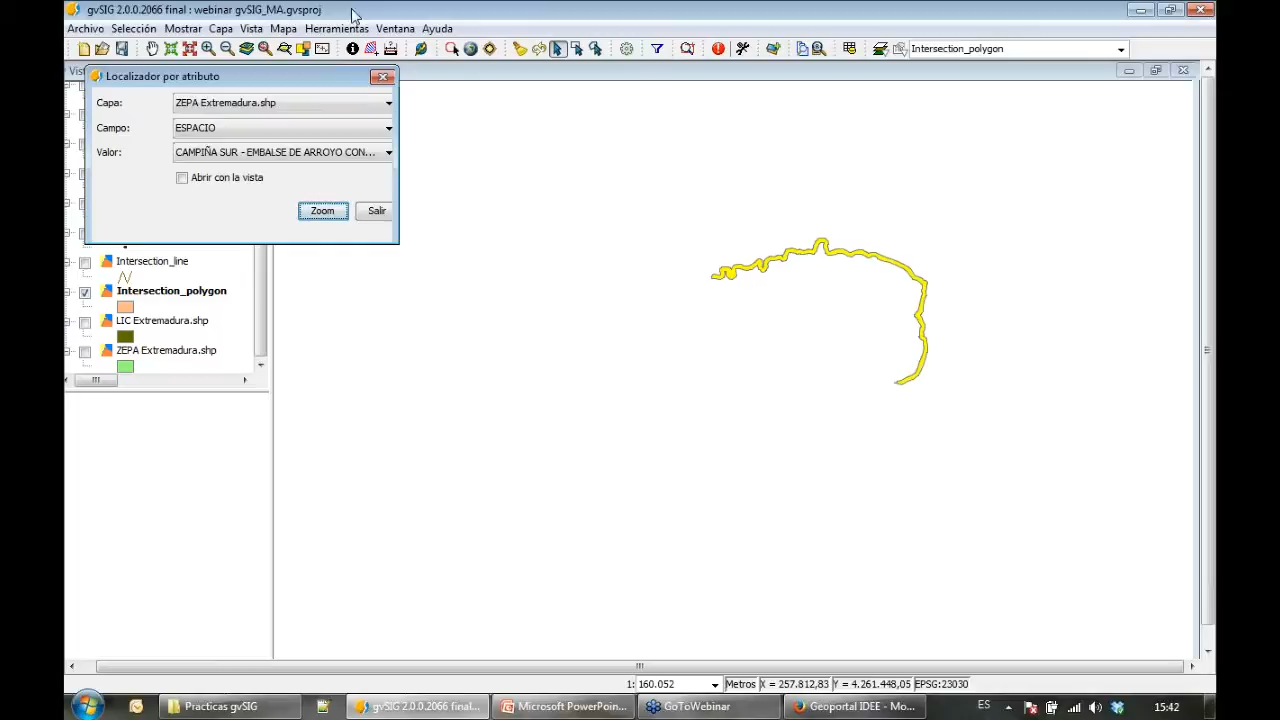 gvSIG 2.0.0.2066 final : webinar gvSIG_MA.gvsproj
Archivo Selección Mostrar Capa Vista Mapa Herramientas Ventana Ayuda
Intersection_polygon
Localizador por atributo
Capa: ZEPA Extremadura.shp
Campo: ESPACIO
Valor: CAMPIÑA SUR - EMBALSE DE ARROYO CON...
Abrir con la vista
Zoom Salir
Intersection_line
Intersection_polygon
LIC Extremadura.shp
ZEPA Extremadura.shp
1: 160.052 Metros X = 257.812,83 Y = 4.261.448,05 EPSG:23030
Practicas gvSIG gvSIG 2.0.0.2066 final... Microsoft PowerPoin... GoToWebinar Geoportal IDEE - Mo... ES 15:42